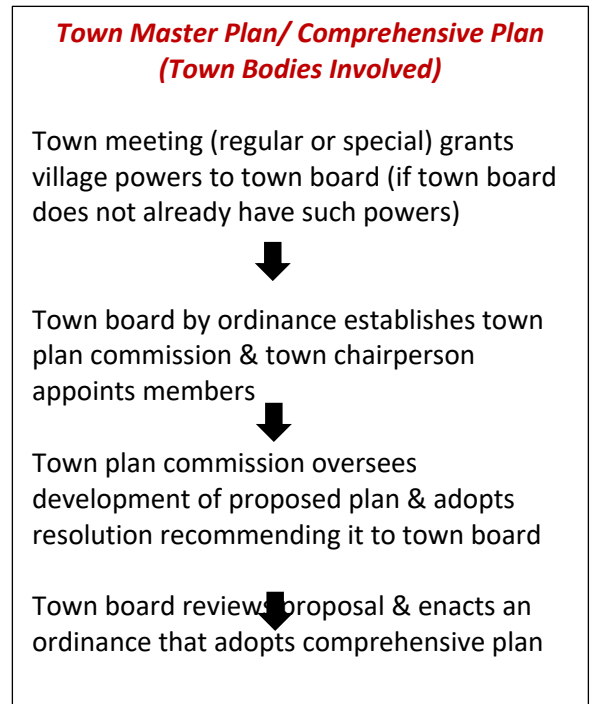 Town Master Plan/ Comprehensive Plan
(Town Bodies Involved)
Town meeting (regular or special) grants
village powers to town board (if town board
does not already have such powers)
Town board by ordinance establishes town
plan commission & town chairperson
appoints members
Town plan commission oversees
development of proposed plan & adopts
resolution recommending it to town board
Town board reviews proposal & enacts an
ordinance that adopts comprehensive plan